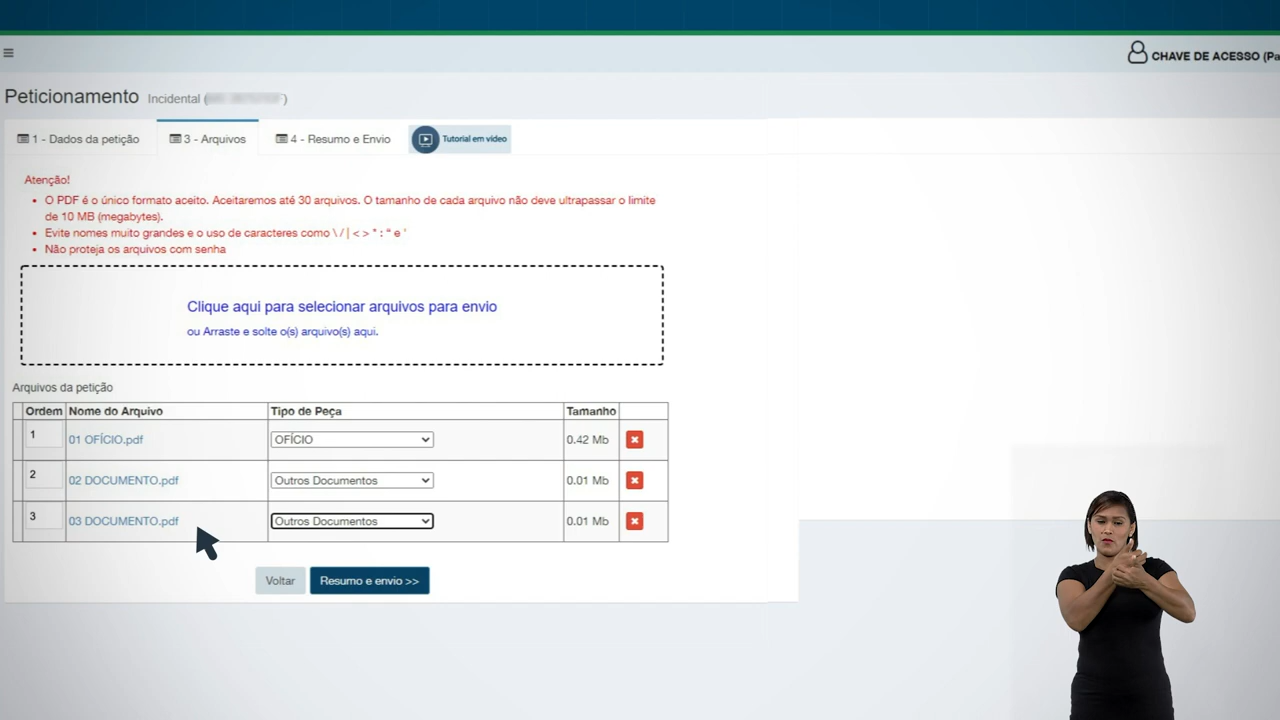 CHAVE DE ACESSO (Pa
Peticionamento Incidental (
1 - Dados da petição
3 - Arquivos
4 - Resumo e Envio
Tutorial em vídeo
Atenção!
O PDF é o único formato aceito. Aceitaremos até 30 arquivos. O tamanho de cada arquivo não deve ultrapassar o limite
de 10 MB (megabytes).
Evite nomes muito grandes e o uso de caracteres como \ / | < > * : " e '
Não proteja os arquivos com senha
Clique aqui para selecionar arquivos para envio
ou Arraste e solte o(s) arquivo(s) aqui.
Arquivos da petição
Ordem Nome do Arquivo Tipo de Peça Tamanho
1 01 OFÍCIO.pdf OFÍCIO 0.42 Mb
2 02 DOCUMENTO.pdf Outros Documentos 0.01 Mb
3 03 DOCUMENTO.pdf Outros Documentos 0.01 Mb
Voltar Resumo e envio >>